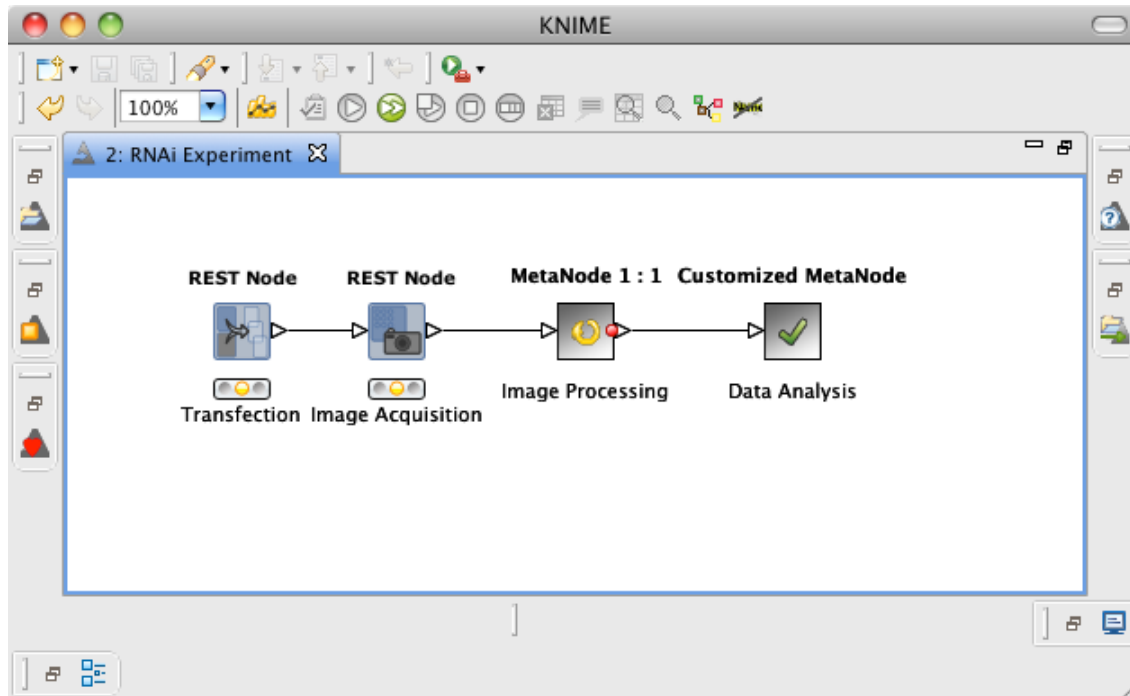 KNIME
100%
Name
2: RNAi Experiment
REST Node REST Node MetaNode 1 : 1 Customized MetaNode
Image Processing Data Analysis
Transfection Image Acquisition